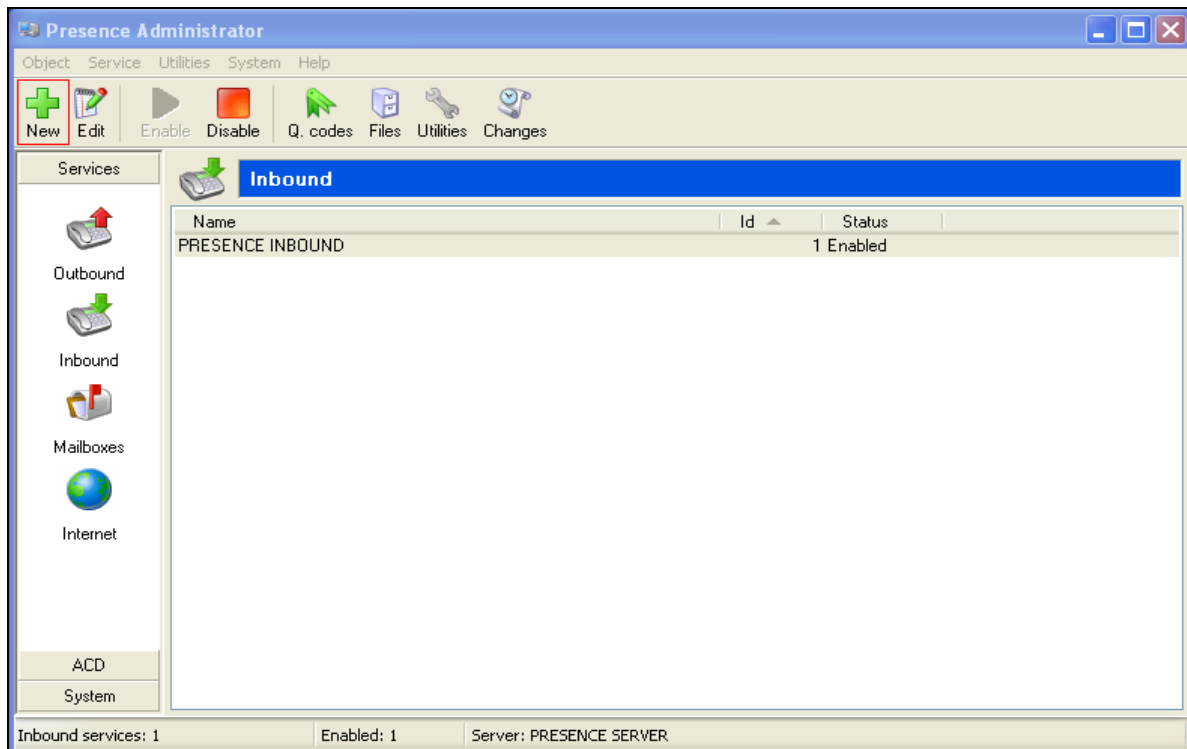 Presence Administrator
Object Service Utilities System Help
New Edit Enable Disable Q. codes Files Utilities Changes
Services
Inbound
Name Id Status
PRESENCE INBOUND 1 Enabled
Outbound
Inbound
Mailboxes
Internet
ACD
System
Inbound services: 1 Enabled: 1 Server: PRESENCE SERVER